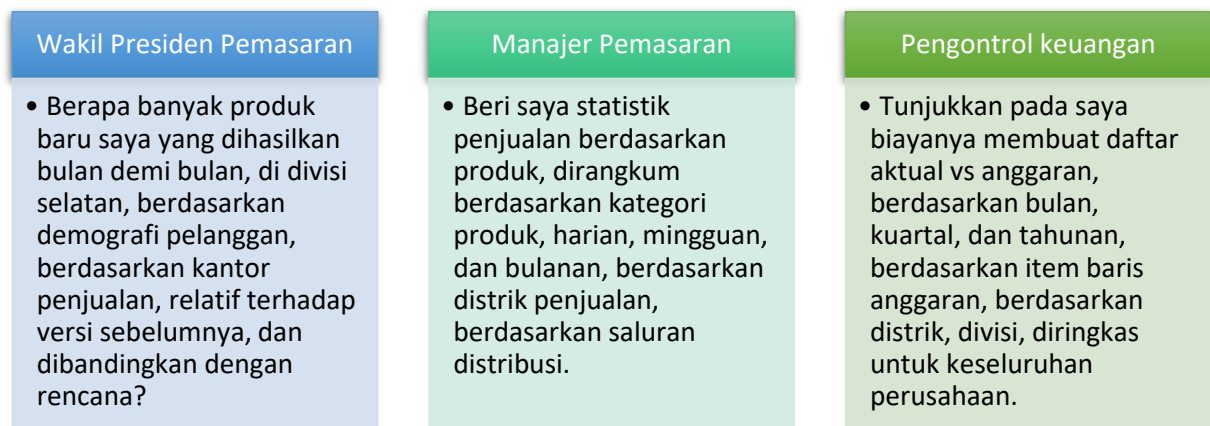 Wakil Presiden Pemasaran
• Berapa banyak produk
baru saya yang dihasilkan
bulan demi bulan, di divisi
selatan, berdasarkan
demografi pelanggan,
berdasarkan kantor
penjualan, relatif terhadap
versi sebelumnya, dan
dibandingkan dengan
rencana?
Manajer Pemasaran
• Beri saya statistik
penjualan berdasarkan
produk, dirangkum
berdasarkan kategori
produk, harian, mingguan,
dan bulanan, berdasarkan
distrik penjualan,
berdasarkan saluran
distribusi.
Pengontrol keuangan
• Tunjukkan pada saya
biayanya membuat daftar
aktual vs anggaran,
berdasarkan bulan,
kuartal, dan tahunan,
berdasarkan item baris
anggaran, berdasarkan
distrik, divisi, diringkas
untuk keseluruhan
perusahaan.